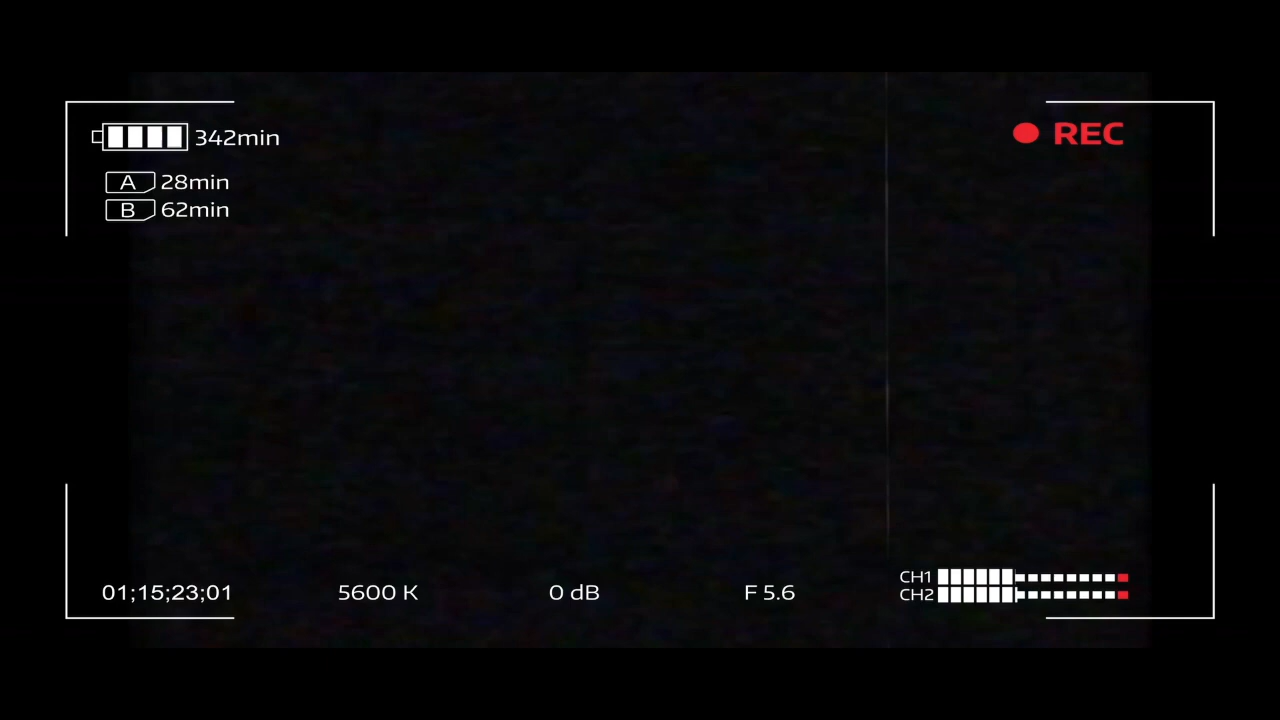 342min
REC
A 28min
B 62min
CH1
CH2
01;15;23;01 5600 K 0 dB F 5.6